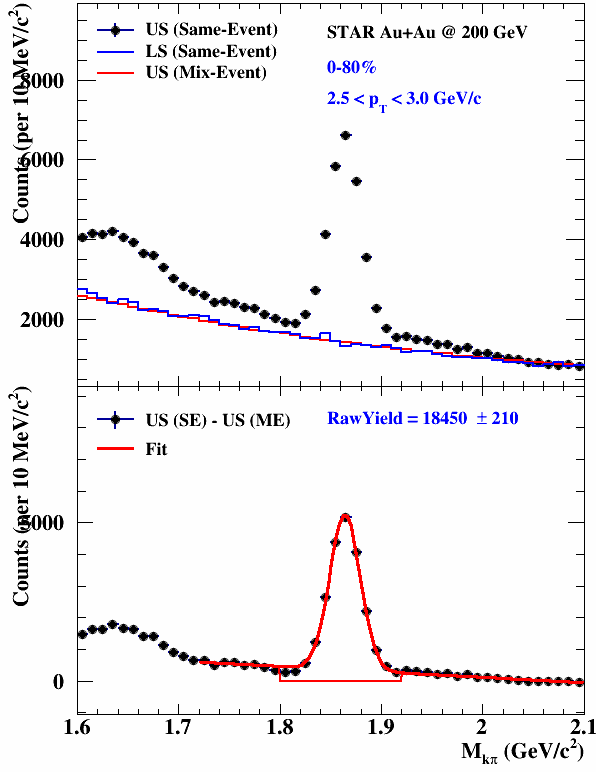 US (Same-Event)
LS (Same-Event)
US (Mix-Event)
STAR Au+Au @ 200 GeV
0-80%
2.5 < p_T < 3.0 GeV/c
Counts (per 10 MeV/c²)
8000
6000
4000
2000
US (SE) - US (ME)
Fit
RawYield = 18450 ± 210
Counts (per 10 MeV/c²)
5000
0
1.6 1.7 1.8 1.9 2 2.1
M_kπ (GeV/c²)